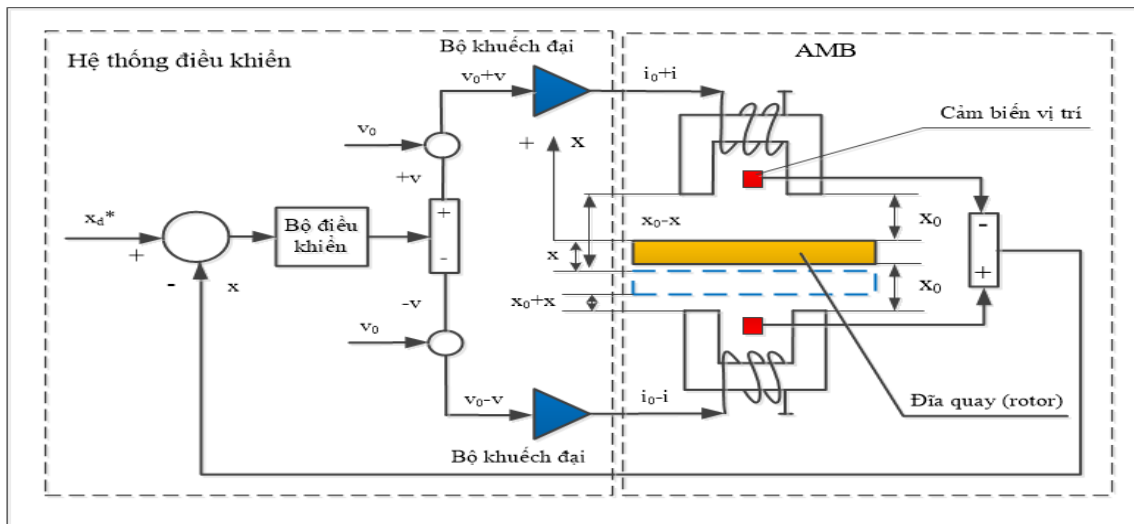 Hệ thống điều khiển
Bộ khuếch đại
AMB
v₀+v
i₀+i
Cảm biến vị trí
v₀
+
x
+v
x₀-x
x₀
x_d*
+
-
x
Bộ điều
khiển
+
-
x
-
+
x₀+x
x₀
-v
v₀
v₀-v
i₀-i
Đĩa quay (rotor)
Bộ khuếch đại